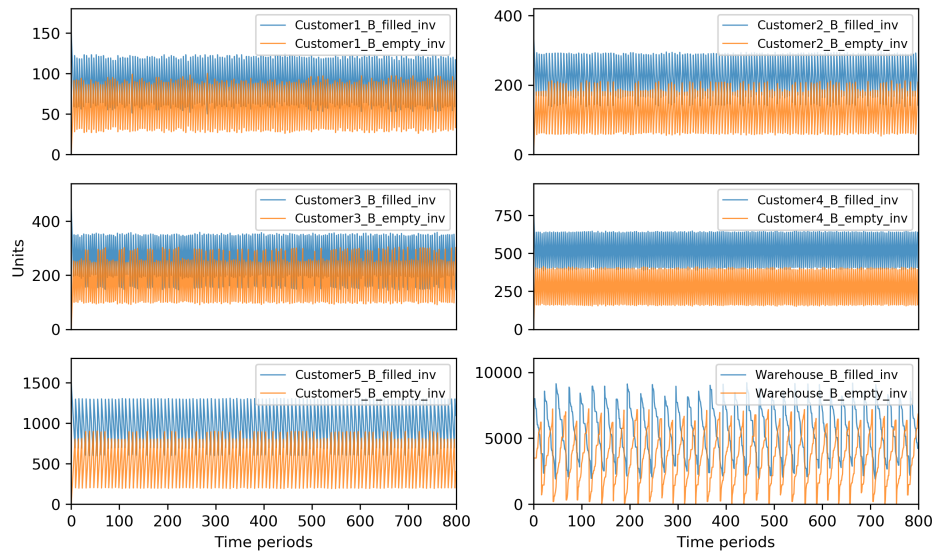 Customer1_B_filled_inv
Customer1_B_empty_inv
150
100
50
0
Customer2_B_filled_inv
Customer2_B_empty_inv
400
200
0
Customer3_B_filled_inv
Customer3_B_empty_inv
400
200
0
Units
Customer4_B_filled_inv
Customer4_B_empty_inv
750
500
250
0
Customer5_B_filled_inv
Customer5_B_empty_inv
1500
1000
500
0
0 100 200 300 400 500 600 700 800
Time periods
Warehouse_B_filled_inv
Warehouse_B_empty_inv
10000
5000
0
0 100 200 300 400 500 600 700 800
Time periods